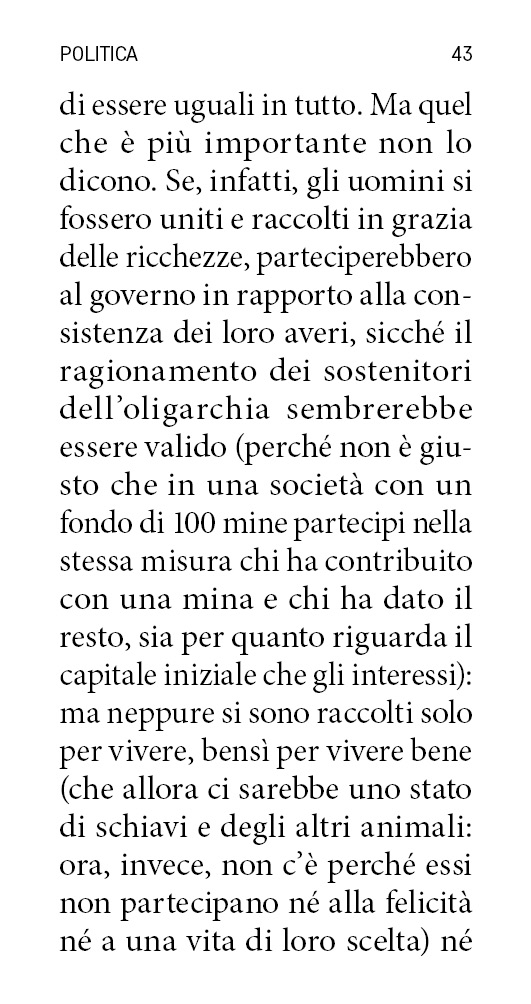 POLITICA 43
di essere uguali in tutto. Ma quel
che è più importante non lo
dicono. Se, infatti, gli uomini si
fossero uniti e raccolti in grazia
delle ricchezze, parteciperebbero
al governo in rapporto alla con-
sistenza dei loro averi, sicché il
ragionamento dei sostenitori
dell’oligarchia sembrerebbe
essere valido (perché non è giu-
sto che in una società con un
fondo di 100 mine partecipi nella
stessa misura chi ha contribuito
con una mina e chi ha dato il
resto, sia per quanto riguarda il
capitale iniziale che gli interessi):
ma neppure si sono raccolti solo
per vivere, bensì per vivere bene
(che allora ci sarebbe uno stato
di schiavi e degli altri animali:
ora, invece, non c’è perché essi
non partecipano né alla felicità
né a una vita di loro scelta) né